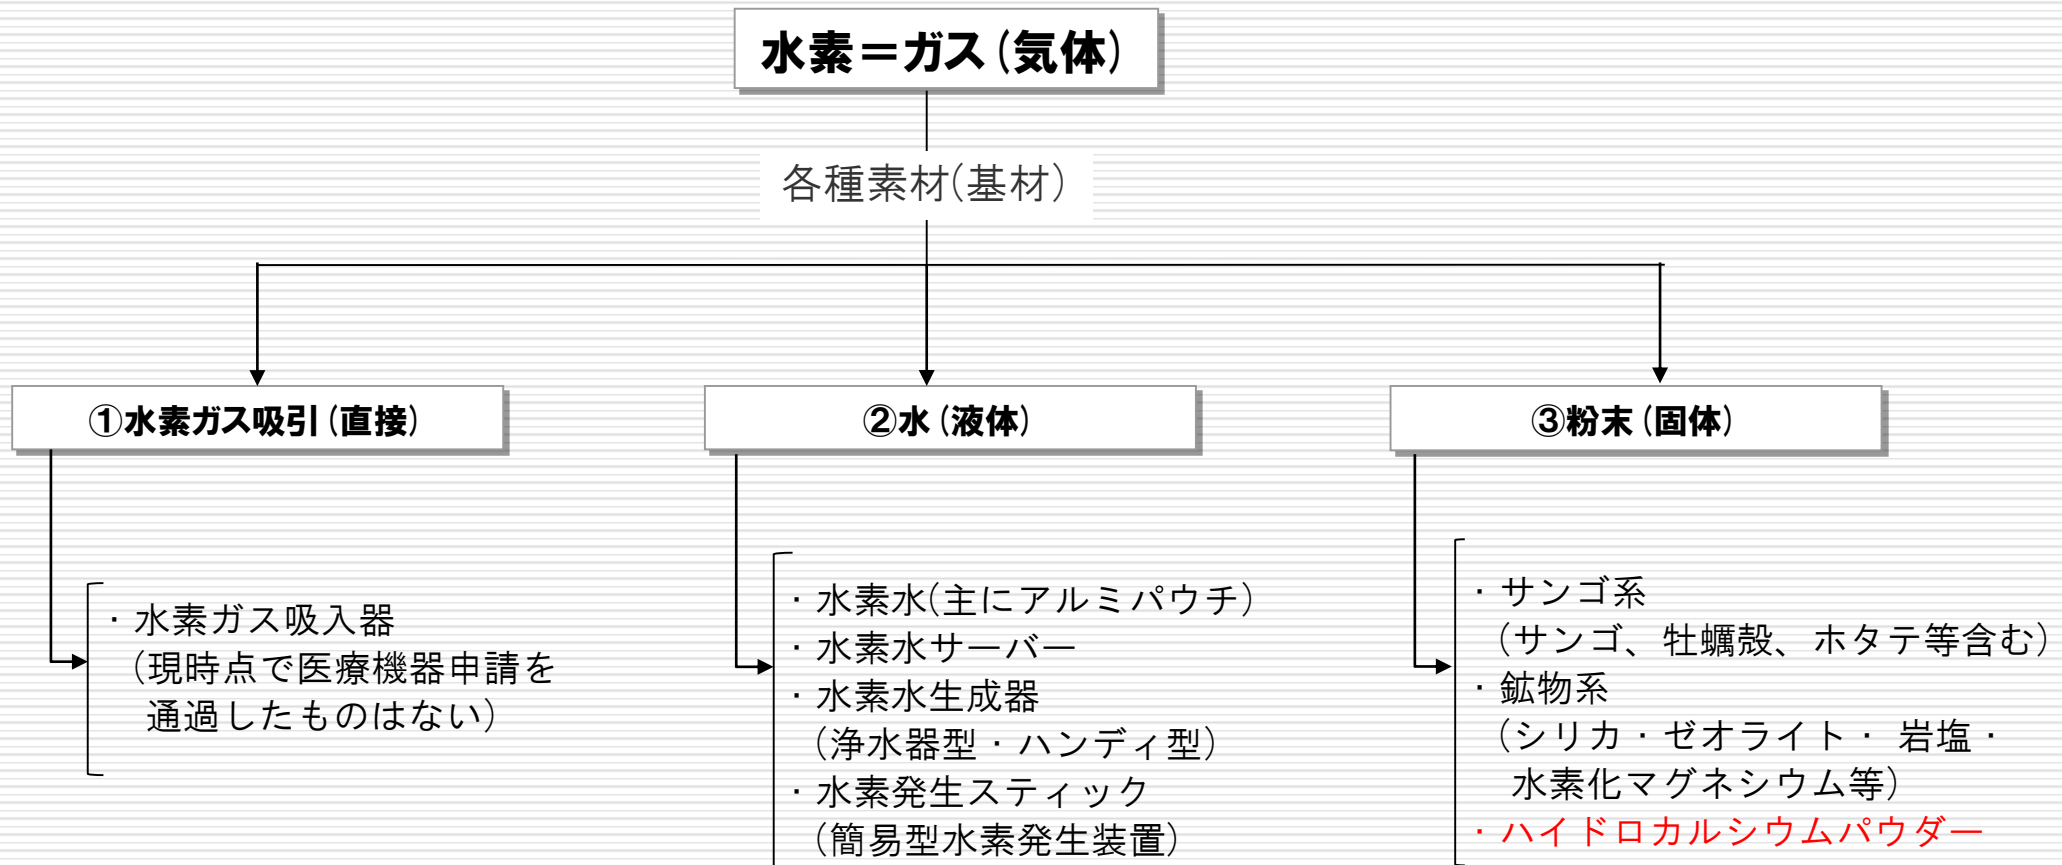 水素＝ガス(気体)
各種素材(基材)
①水素ガス吸引(直接)
・水素ガス吸入器
(現時点で医療機器申請を
通過したものはない)
②水(液体)
・水素水(主にアルミパウチ)
・水素水サーバー
・水素水生成器
(浄水器型・ハンディ型)
・水素発生スティック
(簡易型水素発生装置)
③粉末(固体)
・サンゴ系
(サンゴ、牡蠣殻、ホタテ等含む)
・鉱物系
(シリカ・ゼオライト・ 岩塩・
水素化マグネシウム等)
・ハイドロカルシウムパウダー